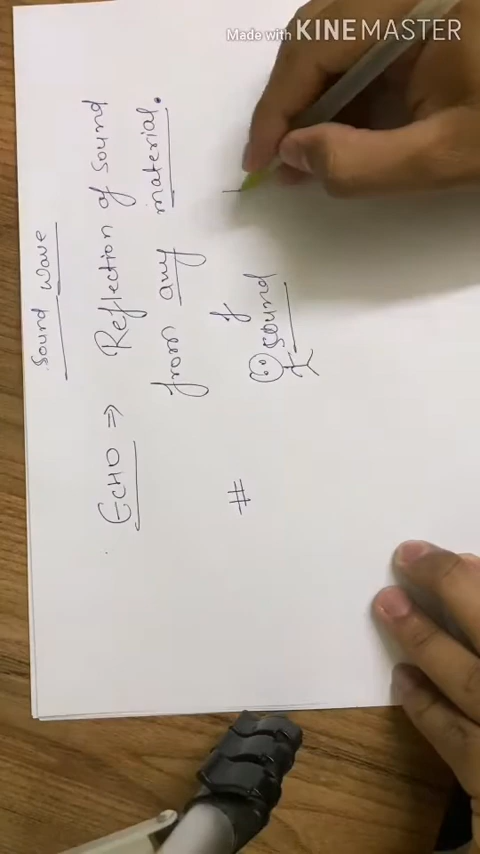 Made with KINEMASTER
Sound wave
ECHO ⇒ Reflection of sound
from any material.
#
sound